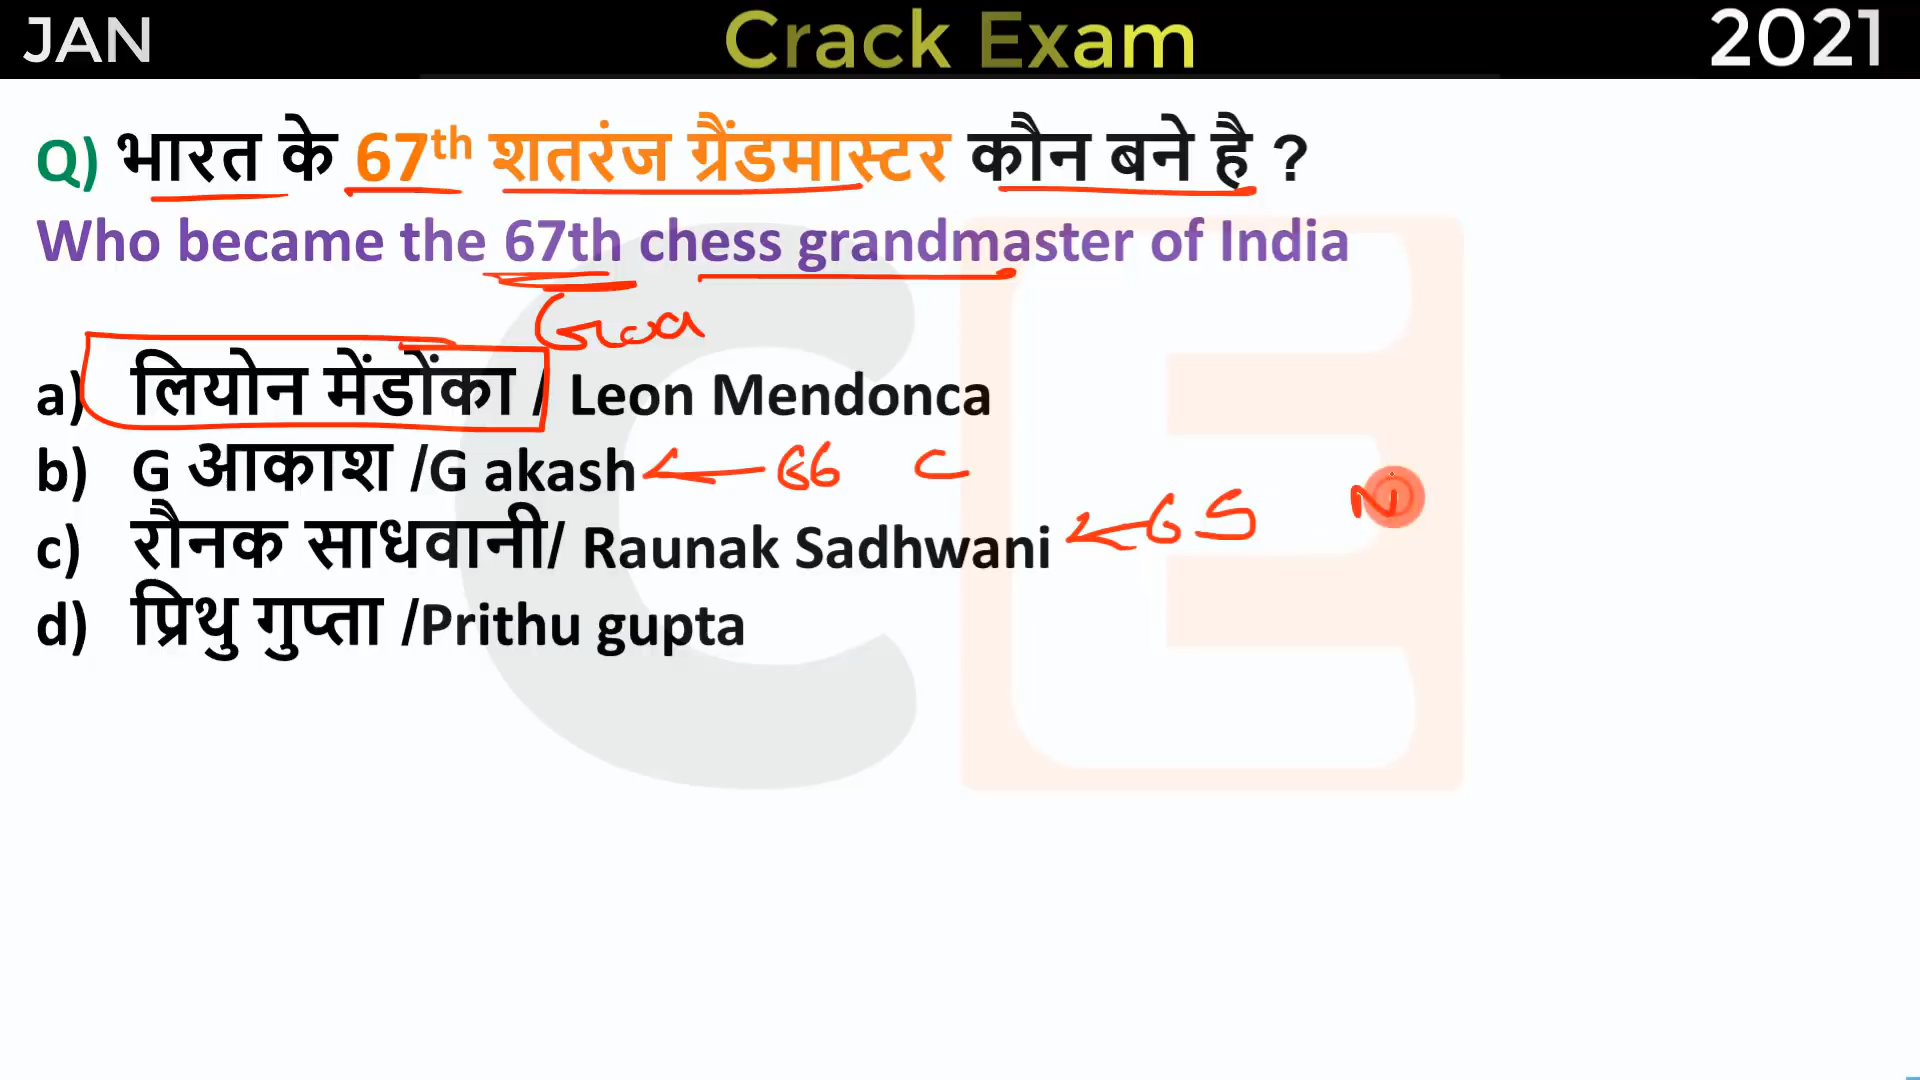 JAN Crack Exam 2021
Q) भारत के 67th शतरंज ग्रैंडमास्टर कौन बने है ?
Who became the 67th chess grandmaster of India
Goa
a) लियोन मेंडोंका / Leon Mendonca
b) G आकाश /G akash 66 C
c) रौनक साधवानी/ Raunak Sadhwani 65 N
d) प्रिथु गुप्ता /Prithu gupta
CE